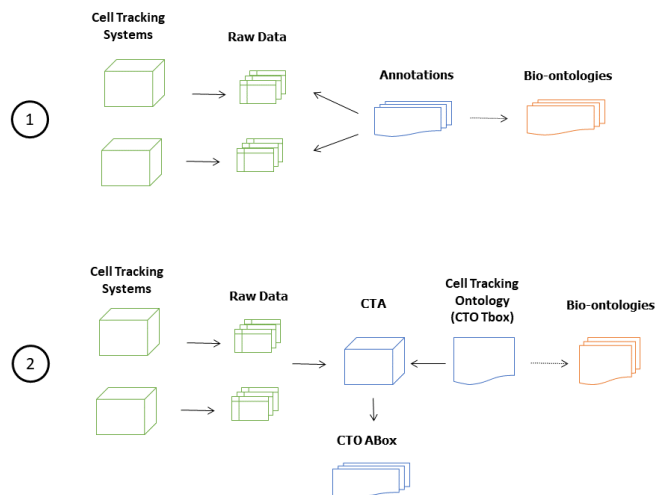 Cell Tracking
Systems
Raw Data
Annotations
Bio-ontologies
1
Cell Tracking
Systems
Raw Data
CTA
Cell Tracking
Ontology
(CTO Tbox)
Bio-ontologies
2
CTO ABox